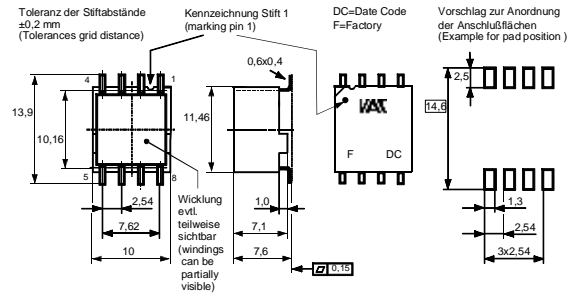 Toleranz der Stiftabstände
±0,2 mm
(Tolerances grid distance)
Kennzeichnung Stift 1
(marking pin 1)
DC=Date Code
F=Factory
Vorschlag zur Anordnung
der Anschlußflächen
(Example for pad position )
4
1
13,9
10,16
5
8
2,54
7,62
10
Wicklung
evtl.
teilweise
sichtbar
(windings
can be
partially
visible)
0,6x0,4
11,46
1,0
7,1
7,6
0,15
VAC
F
DC
2,5
14,6
1,3
2,54
3x2,54